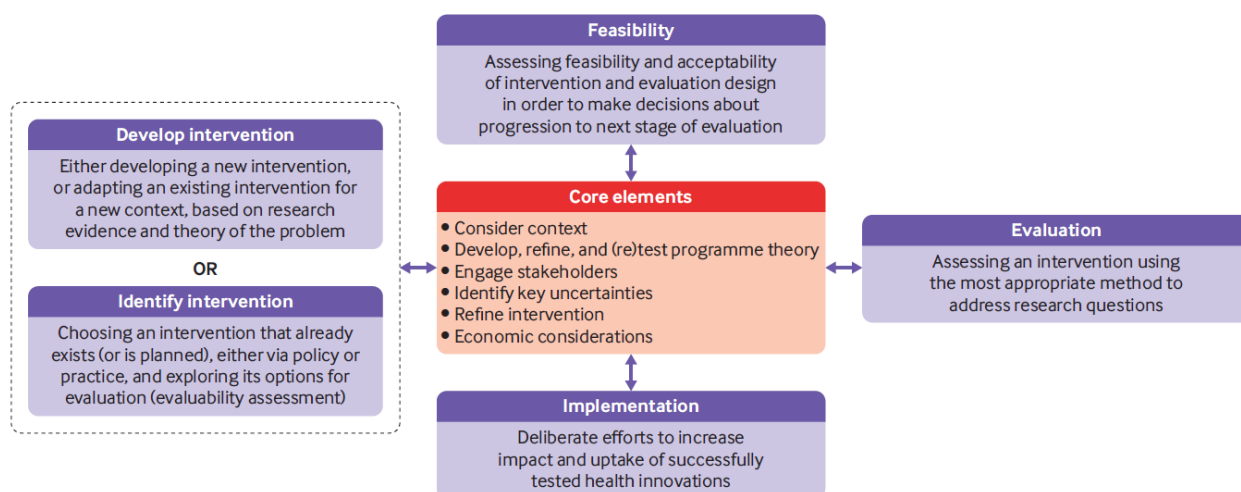 Feasibility
Assessing feasibility and acceptability
of intervention and evaluation design
in order to make decisions about
progression to next stage of evaluation
Develop intervention
Either developing a new intervention,
or adapting an existing intervention for
a new context, based on research
evidence and theory of the problem
OR
Identify intervention
Choosing an intervention that already
exists (or is planned), either via policy or
practice, and exploring its options for
evaluation (evaluability assessment)
Core elements
• Consider context
• Develop, refine, and (re)test programme theory
• Engage stakeholders
• Identify key uncertainties
• Refine intervention
• Economic considerations
Evaluation
Assessing an intervention using
the most appropriate method to
address research questions
Implementation
Deliberate efforts to increase
impact and uptake of successfully
tested health innovations